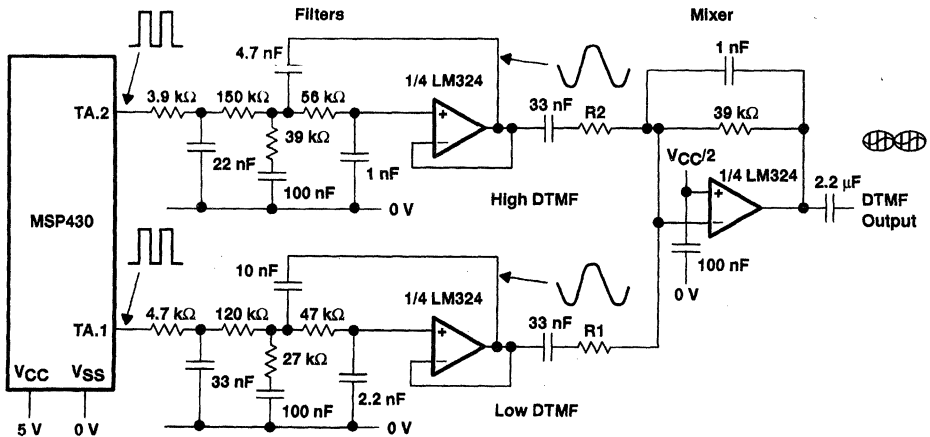 Filters
Mixer
4.7 nF
1 nF
1/4 LM324
33 nF
TA.2
3.9 kΩ
150 kΩ
56 kΩ
R2
39 kΩ
+
−
39 kΩ
22 nF
100 nF
1 nF
VCC/2
1/4 LM324
2.2 μF
High DTMF
0 V
+
−
DTMF
Output
MSP430
10 nF
100 nF
0 V
1/4 LM324
33 nF
TA.1
4.7 kΩ
120 kΩ
47 kΩ
R1
+
−
27 kΩ
VCC
VSS
33 nF
100 nF
2.2 nF
Low DTMF
5 V
0 V
0 V